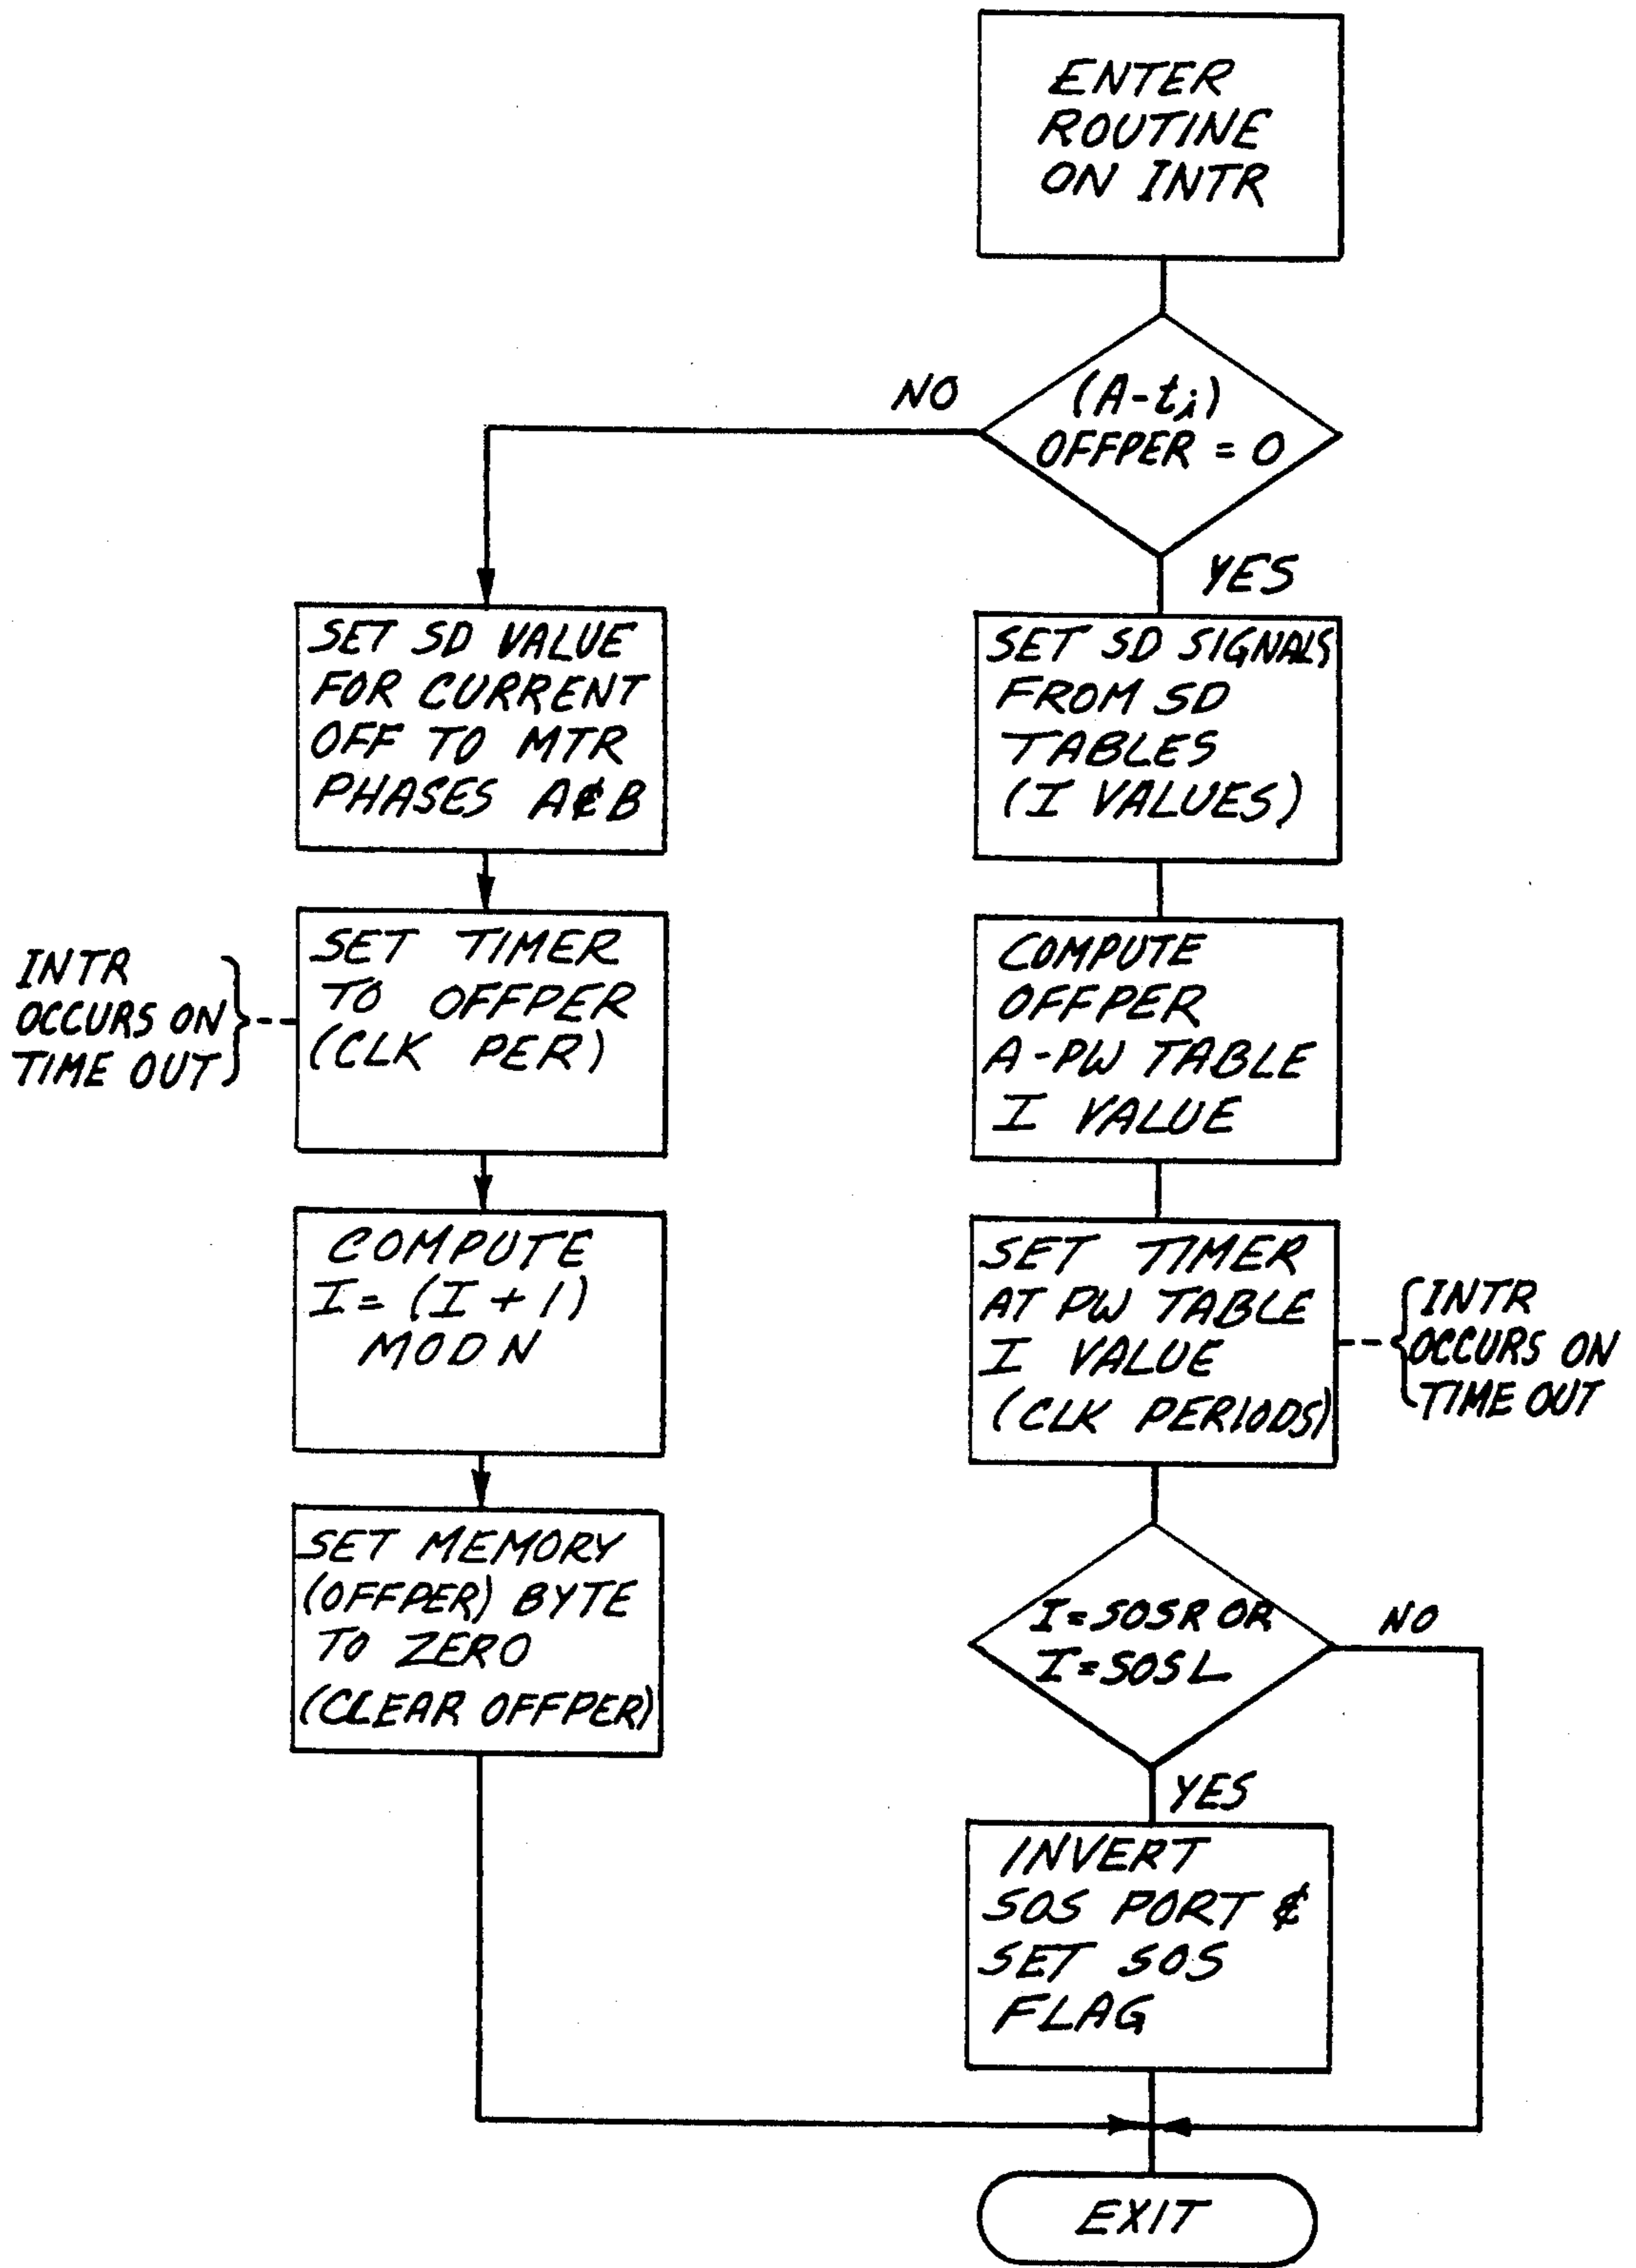 ENTER
ROUTINE
ON INTR
(A-ti)
OFFPER = 0
NO
YES
SET SD VALUE
FOR CURRENT
OFF TO MTR
PHASES A&B
SET TIMER
TO OFFPER
(CLK PER)
INTR
OCCURS ON
TIME OUT
COMPUTE
I = (I + 1)
MOD N
SET MEMORY
(OFFPER) BYTE
TO ZERO
(CLEAR OFFPER)
SET SD SIGNALS
FROM SD
TABLES
(I VALUES)
COMPUTE
OFFPER
A-PW TABLE
I VALUE
SET TIMER
AT PW TABLE
I VALUE
(CLK PERIODS)
INTR
OCCURS ON
TIME OUT
I=SOSR OR
I=SOSL
NO
YES
INVERT
SOS PORT &
SET SOS
FLAG
EXIT